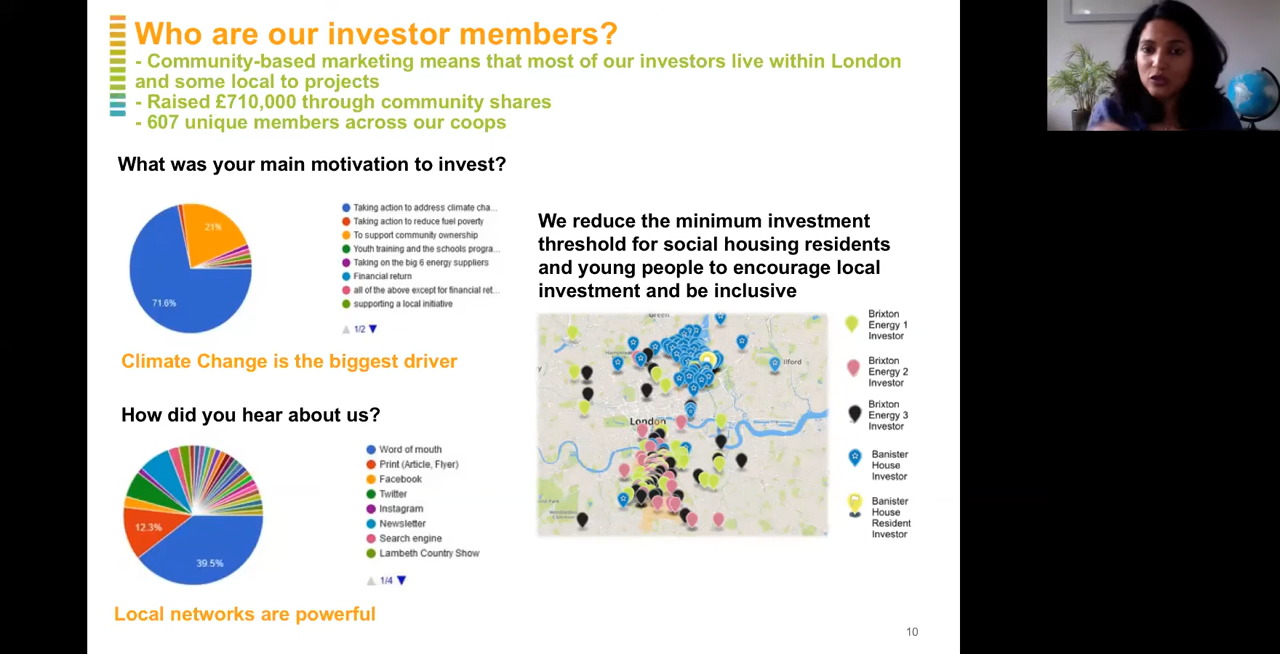 Who are our investor members?
- Community-based marketing means that most of our investors live within London
and some local to projects
- Raised £710,000 through community shares
- 607 unique members across our coops
What was your main motivation to invest?
21%
71.6%
Taking action to address climate cha...
Taking action to reduce fuel poverty
To support community ownership
Youth training and the schools progra...
Taking on the big 6 energy suppliers
Financial return
all of the above except for financial ret...
supporting a local initiative
1/2
Climate Change is the biggest driver
How did you hear about us?
12.3%
39.5%
Word of mouth
Print (Article, Flyer)
Facebook
Twitter
Instagram
Newsletter
Search engine
Lambeth Country Show
1/4
Local networks are powerful
We reduce the minimum investment
threshold for social housing residents
and young people to encourage local
investment and be inclusive
Ilford
London
Brixton
Energy 1
Investor
Brixton
Energy 2
Investor
Brixton
Energy 3
Investor
Banister
House
Investor
Banister
House
Resident
Investor
10